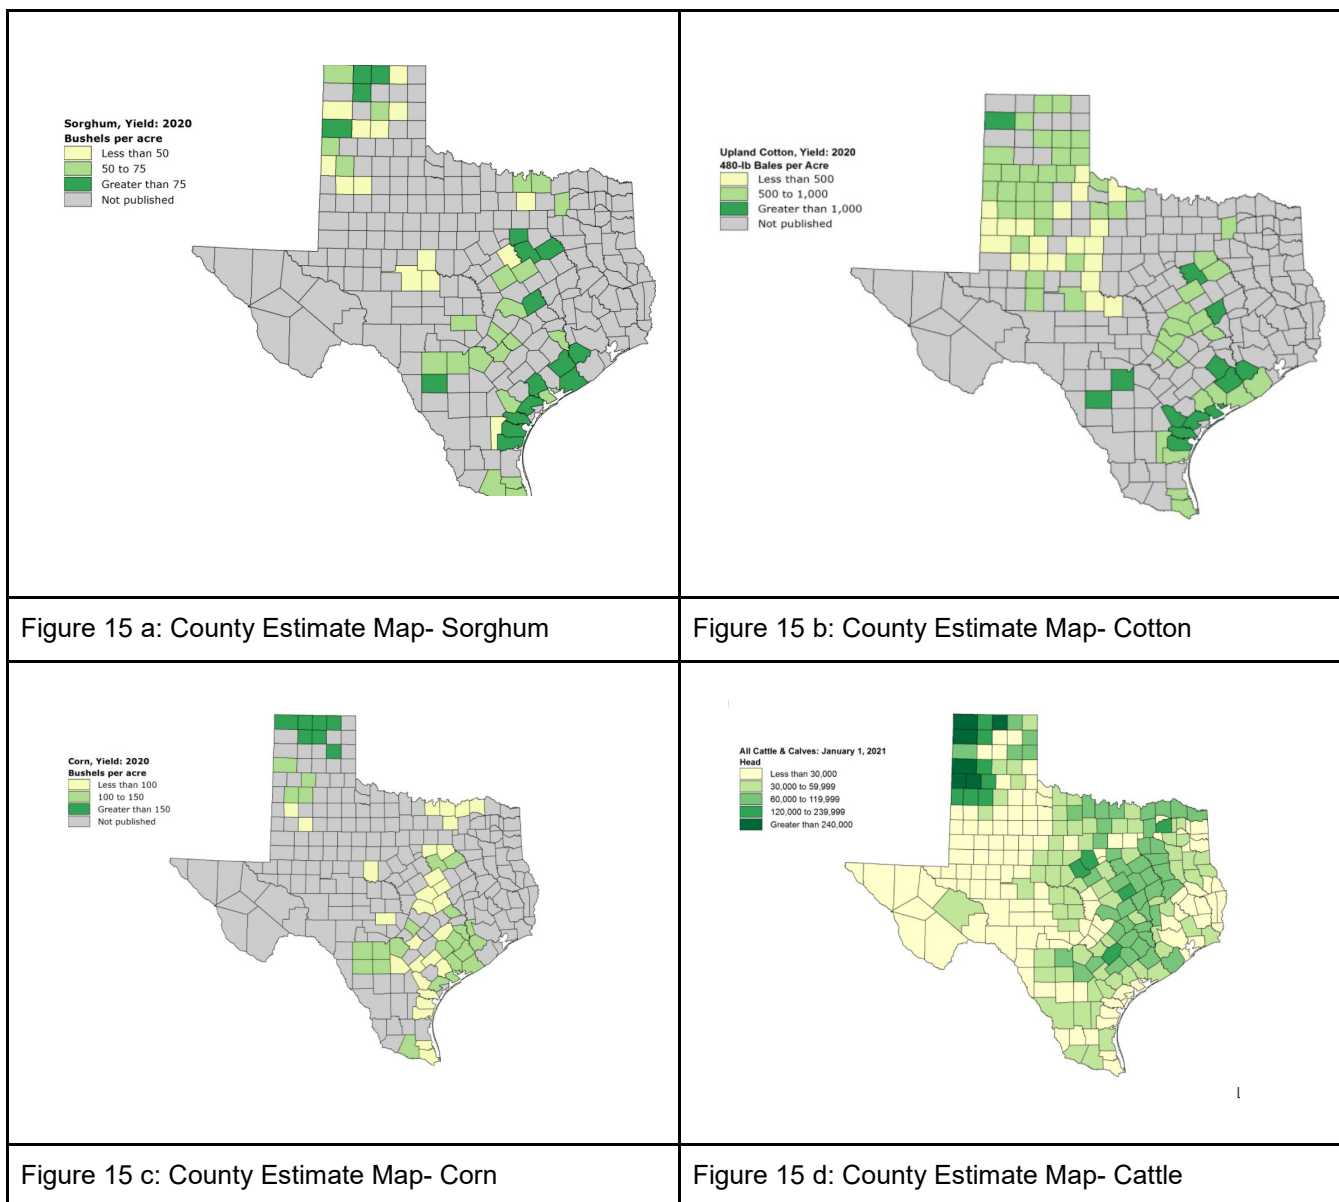 Sorghum, Yield: 2020
Bushels per acre
Less than 50
50 to 75
Greater than 75
Not published
Upland Cotton, Yield: 2020
480-lb Bales per Acre
Less than 500
500 to 1,000
Greater than 1,000
Not published
Figure 15 a: County Estimate Map- Sorghum
Figure 15 b: County Estimate Map- Cotton
Corn, Yield: 2020
Bushels per acre
Less than 100
100 to 150
Greater than 150
Not published
All Cattle & Calves: January 1, 2021
Head
Less than 30,000
30,000 to 59,999
60,000 to 119,999
120,000 to 239,999
Greater than 240,000
Figure 15 c: County Estimate Map- Corn
Figure 15 d: County Estimate Map- Cattle